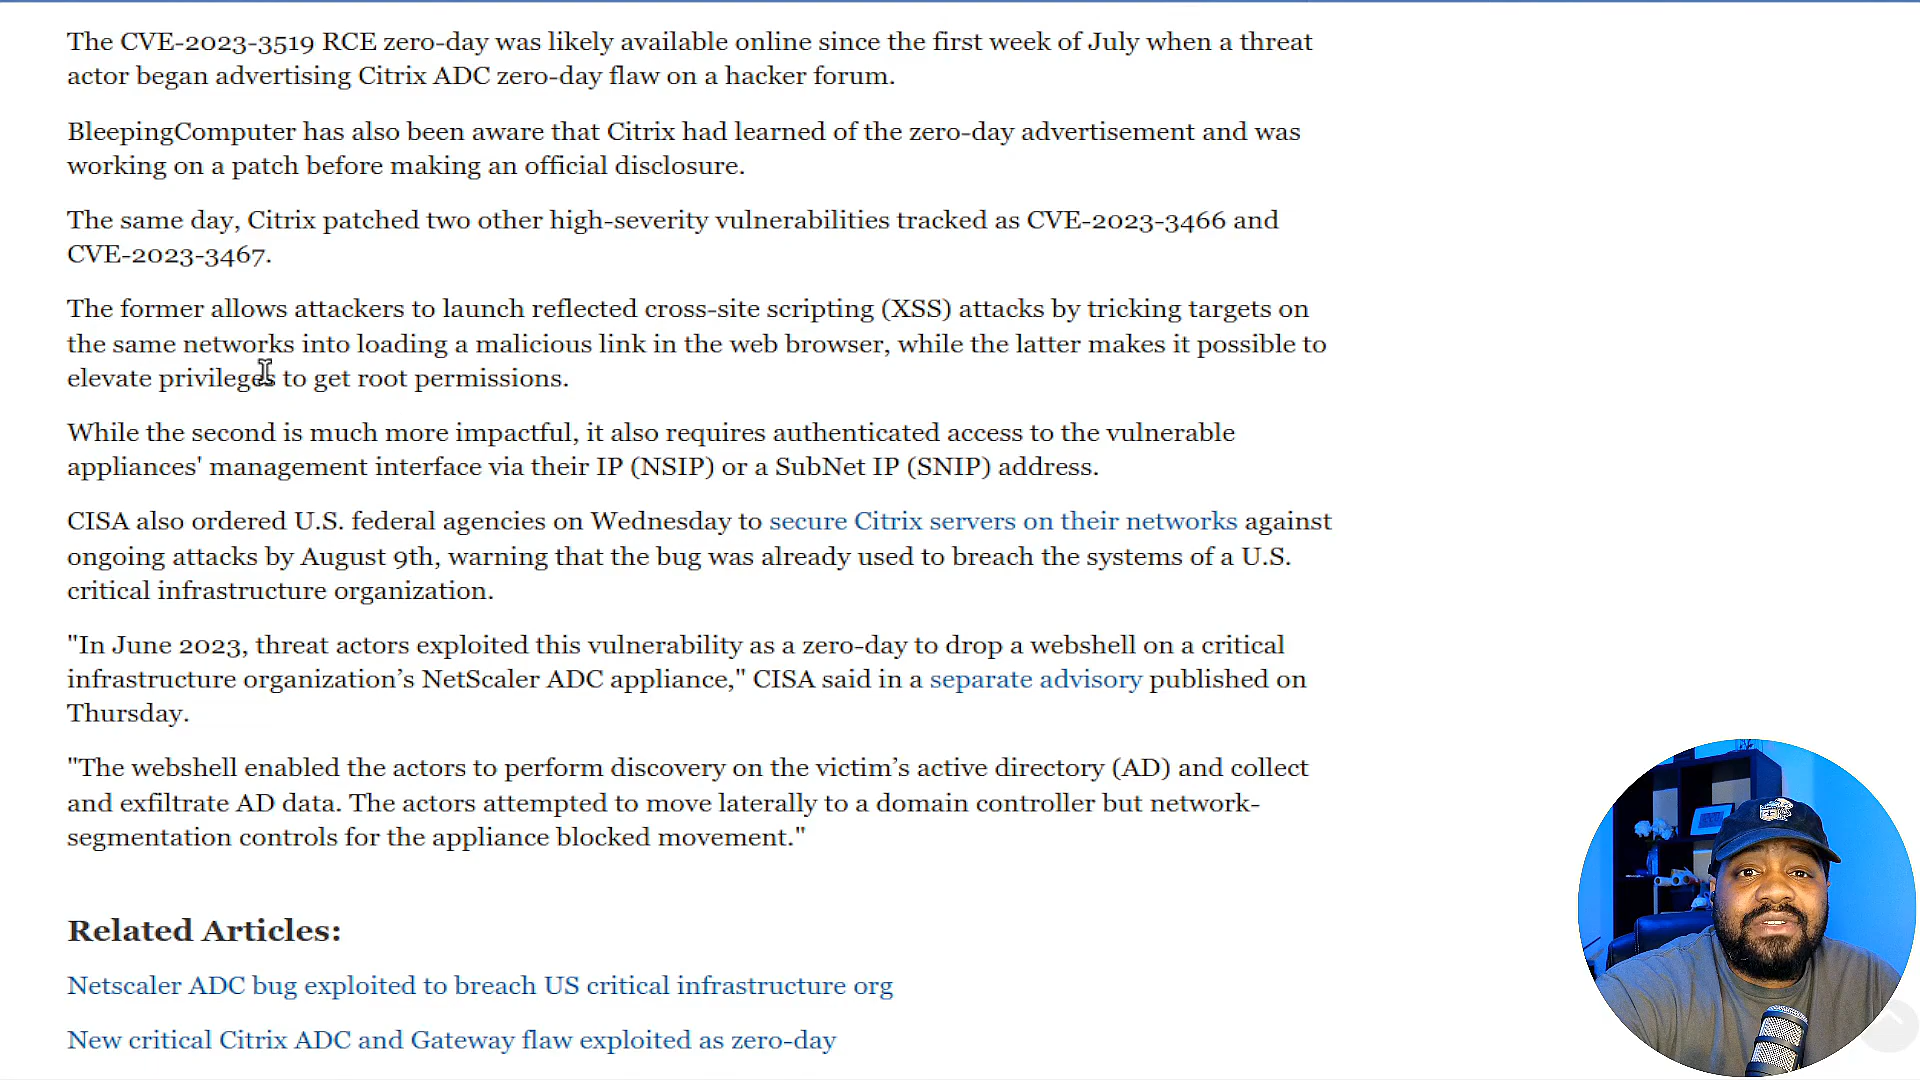 The CVE-2023-3519 RCE zero-day was likely available online since the first week of July when a threat
actor began advertising Citrix ADC zero-day flaw on a hacker forum.
BleepingComputer has also been aware that Citrix had learned of the zero-day advertisement and was
working on a patch before making an official disclosure.
The same day, Citrix patched two other high-severity vulnerabilities tracked as CVE-2023-3466 and
CVE-2023-3467.
The former allows attackers to launch reflected cross-site scripting (XSS) attacks by tricking targets on
the same networks into loading a malicious link in the web browser, while the latter makes it possible to
elevate privileges to get root permissions.
While the second is much more impactful, it also requires authenticated access to the vulnerable
appliances' management interface via their IP (NSIP) or a SubNet IP (SNIP) address.
CISA also ordered U.S. federal agencies on Wednesday to secure Citrix servers on their networks against
ongoing attacks by August 9th, warning that the bug was already used to breach the systems of a U.S.
critical infrastructure organization.
"In June 2023, threat actors exploited this vulnerability as a zero-day to drop a webshell on a critical
infrastructure organization’s NetScaler ADC appliance," CISA said in a separate advisory published on
Thursday.
"The webshell enabled the actors to perform discovery on the victim’s active directory (AD) and collect
and exfiltrate AD data. The actors attempted to move laterally to a domain controller but network-
segmentation controls for the appliance blocked movement."
Related Articles:
Netscaler ADC bug exploited to breach US critical infrastructure org
New critical Citrix ADC and Gateway flaw exploited as zero-day